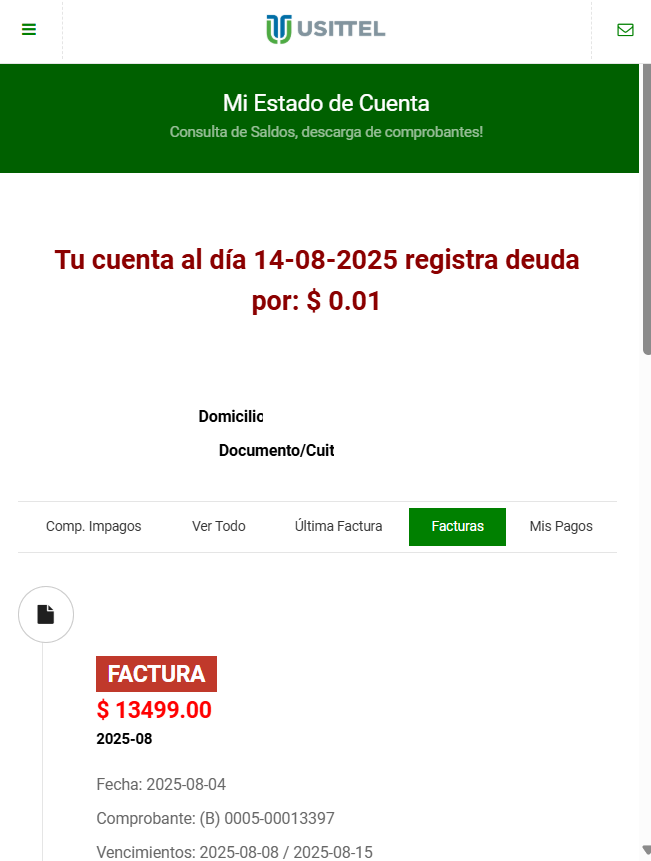 USITTEL
Mi Estado de Cuenta
Consulta de Saldos, descarga de comprobantes!
Tu cuenta al día 14-08-2025 registra deuda
por: $ 0.01
Domicilio
Documento/Cuit
Comp. Impagos Ver Todo Última Factura Facturas Mis Pagos
FACTURA
$ 13499.00
2025-08
Fecha: 2025-08-04
Comprobante: (B) 0005-00013397
Vencimientos: 2025-08-08 / 2025-08-15